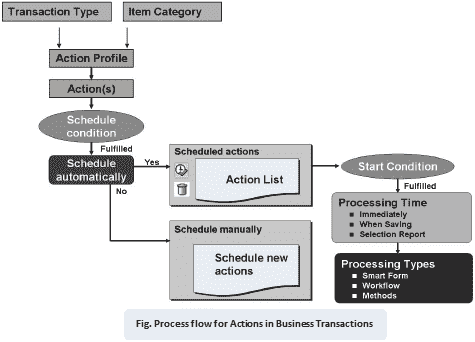 Transaction Type
Item Category
Action Profile
Action(s)
Schedule
condition
Fulfilled
Schedule
automatically
Yes
No
Scheduled actions
Action List
Schedule manually
Schedule new
actions
Start Condition
Fulfilled
Processing Time
Immediately
When Saving
Selection Report
Processing Types
Smart Form
Workflow
Methods
Fig. Process flow for Actions in Business Transactions